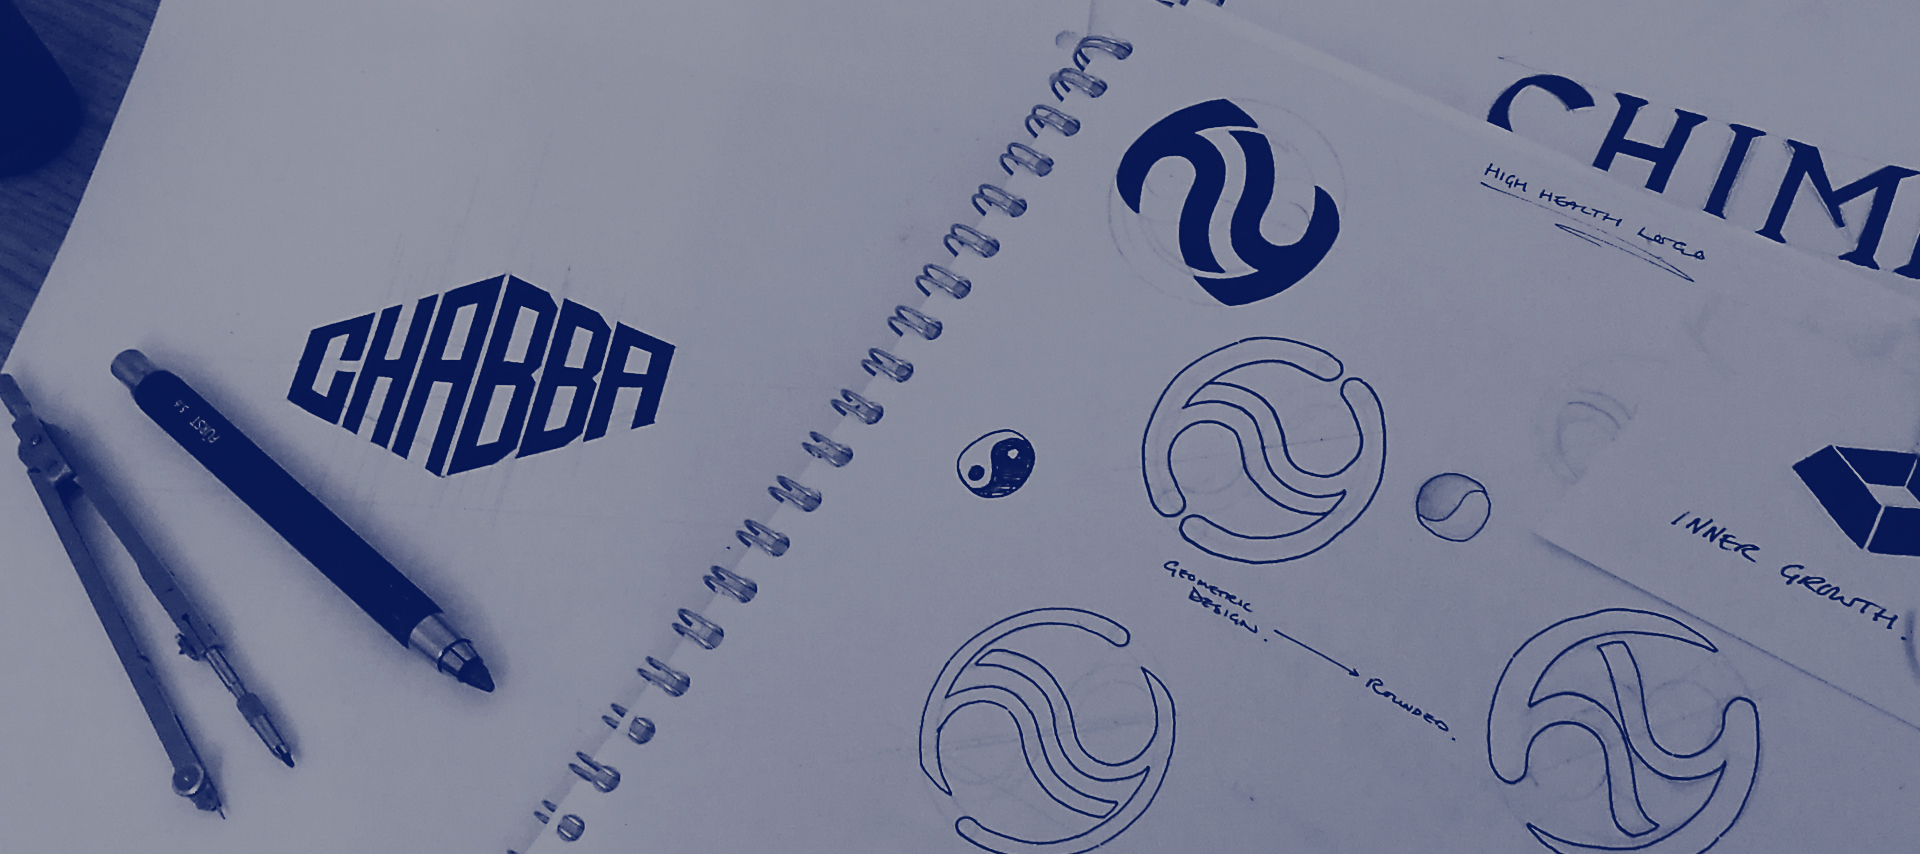 CHABBA
CHIM
HIGH HEALTH LOGO
INNER GROWTH.
GEOMETRIC
DESIGN.
ROUNDED.